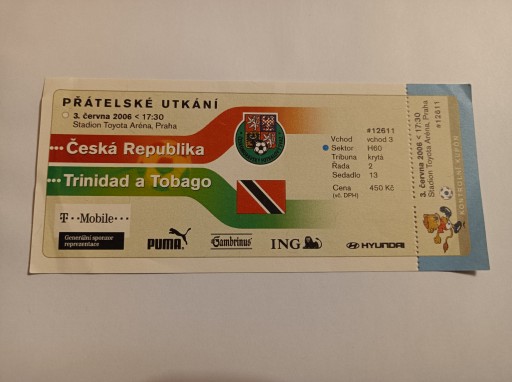 PŘÁTELSKÉ UTKÁNÍ
3. června 2006 < 17:30
Stadion Toyota Aréna, Praha
Česká Republika
Trinidad a Tobago
#12611
Vchod vchod 3
Sektor H60
Tribuna krytá
Řada 2
Sedadlo 13
Cena 450 Kč
(vč. DPH)
T··Mobile···
Generální sponzor
reprezentace
PUMA
Gambrinus
ING
HYUNDAI
3. června 2006 < 17:30
Stadion Toyota Aréna, Praha
#12611
KONTROLNÍ KUPÓN